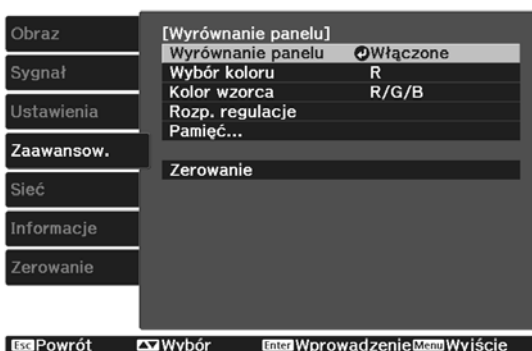 Obraz
Sygnał
Ustawienia
Zaawansow.
Sieć
Informacje
Zerowanie
[Wyrównanie panelu]
Wyrównanie panelu Włączone
Wybór koloru R
Kolor wzorca R/G/B
Rozp. regulacje
Pamięć...
Zerowanie
Esc Powrót Wybór Enter Wprowadzenie Menu Wyjście